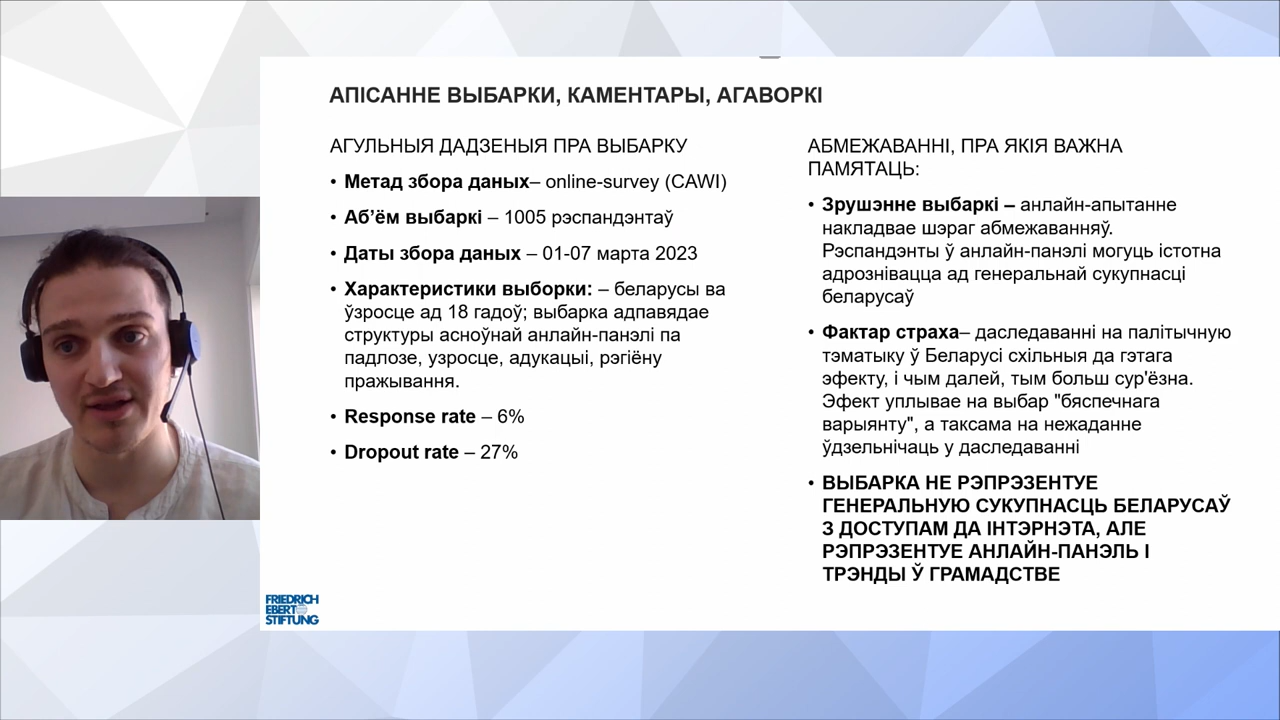 АПІСАННЕ ВЫБАРКИ, КАМЕНТАРЫ, АГАВОРКІ
АГУЛЬНЫЯ ДАДЗЕНЫЯ ПРА ВЫБАРКУ
• Метад збора даных– online-survey (CAWI)
• Аб’ём выбаркі – 1005 рэспандэнтаў
• Даты збора даных – 01-07 марта 2023
• Характеристики выборки: – беларусы ва
ўзросце ад 18 гадоў; выбарка адпавядае
структуры асноўнай анлайн-панэлі па
падлозе, узросце, адукацыі, рэгіёну
пражывання.
• Response rate – 6%
• Dropout rate – 27%
АБМЕЖАВАННІ, ПРА ЯКІЯ ВАЖНА
ПАМЯТАЦЬ:
• Зрушэнне выбаркі – анлайн-апытанне
накладвае шэраг абмежаванняў.
Рэспандэнты ў анлайн-панэлі могуць істотна
адрознівацца ад генеральнай сукупнасці
беларусаў
• Фактар страха– даследаванні на палітычную
тэматыку ў Беларусі схільныя да гэтага
эфекту, і чым далей, тым больш сур'ёзна.
Эфект уплывае на выбар "бяспечнага
варыянту", а таксама на нежаданне
ўдзельнічаць у даследаванні
• ВЫБАРКА НЕ РЭПРЭЗЕНТУЕ
ГЕНЕРАЛЬНУЮ СУКУПНАСЦЬ БЕЛАРУСАЎ
З ДОСТУПАМ ДА ІНТЭРНЭТА, АЛЕ
РЭПРЭЗЕНТУЕ АНЛАЙН-ПАНЭЛЬ І
ТРЭНДЫ Ў ГРАМАДСТВЕ
FRIEDRICH
EBERT
STIFTUNG